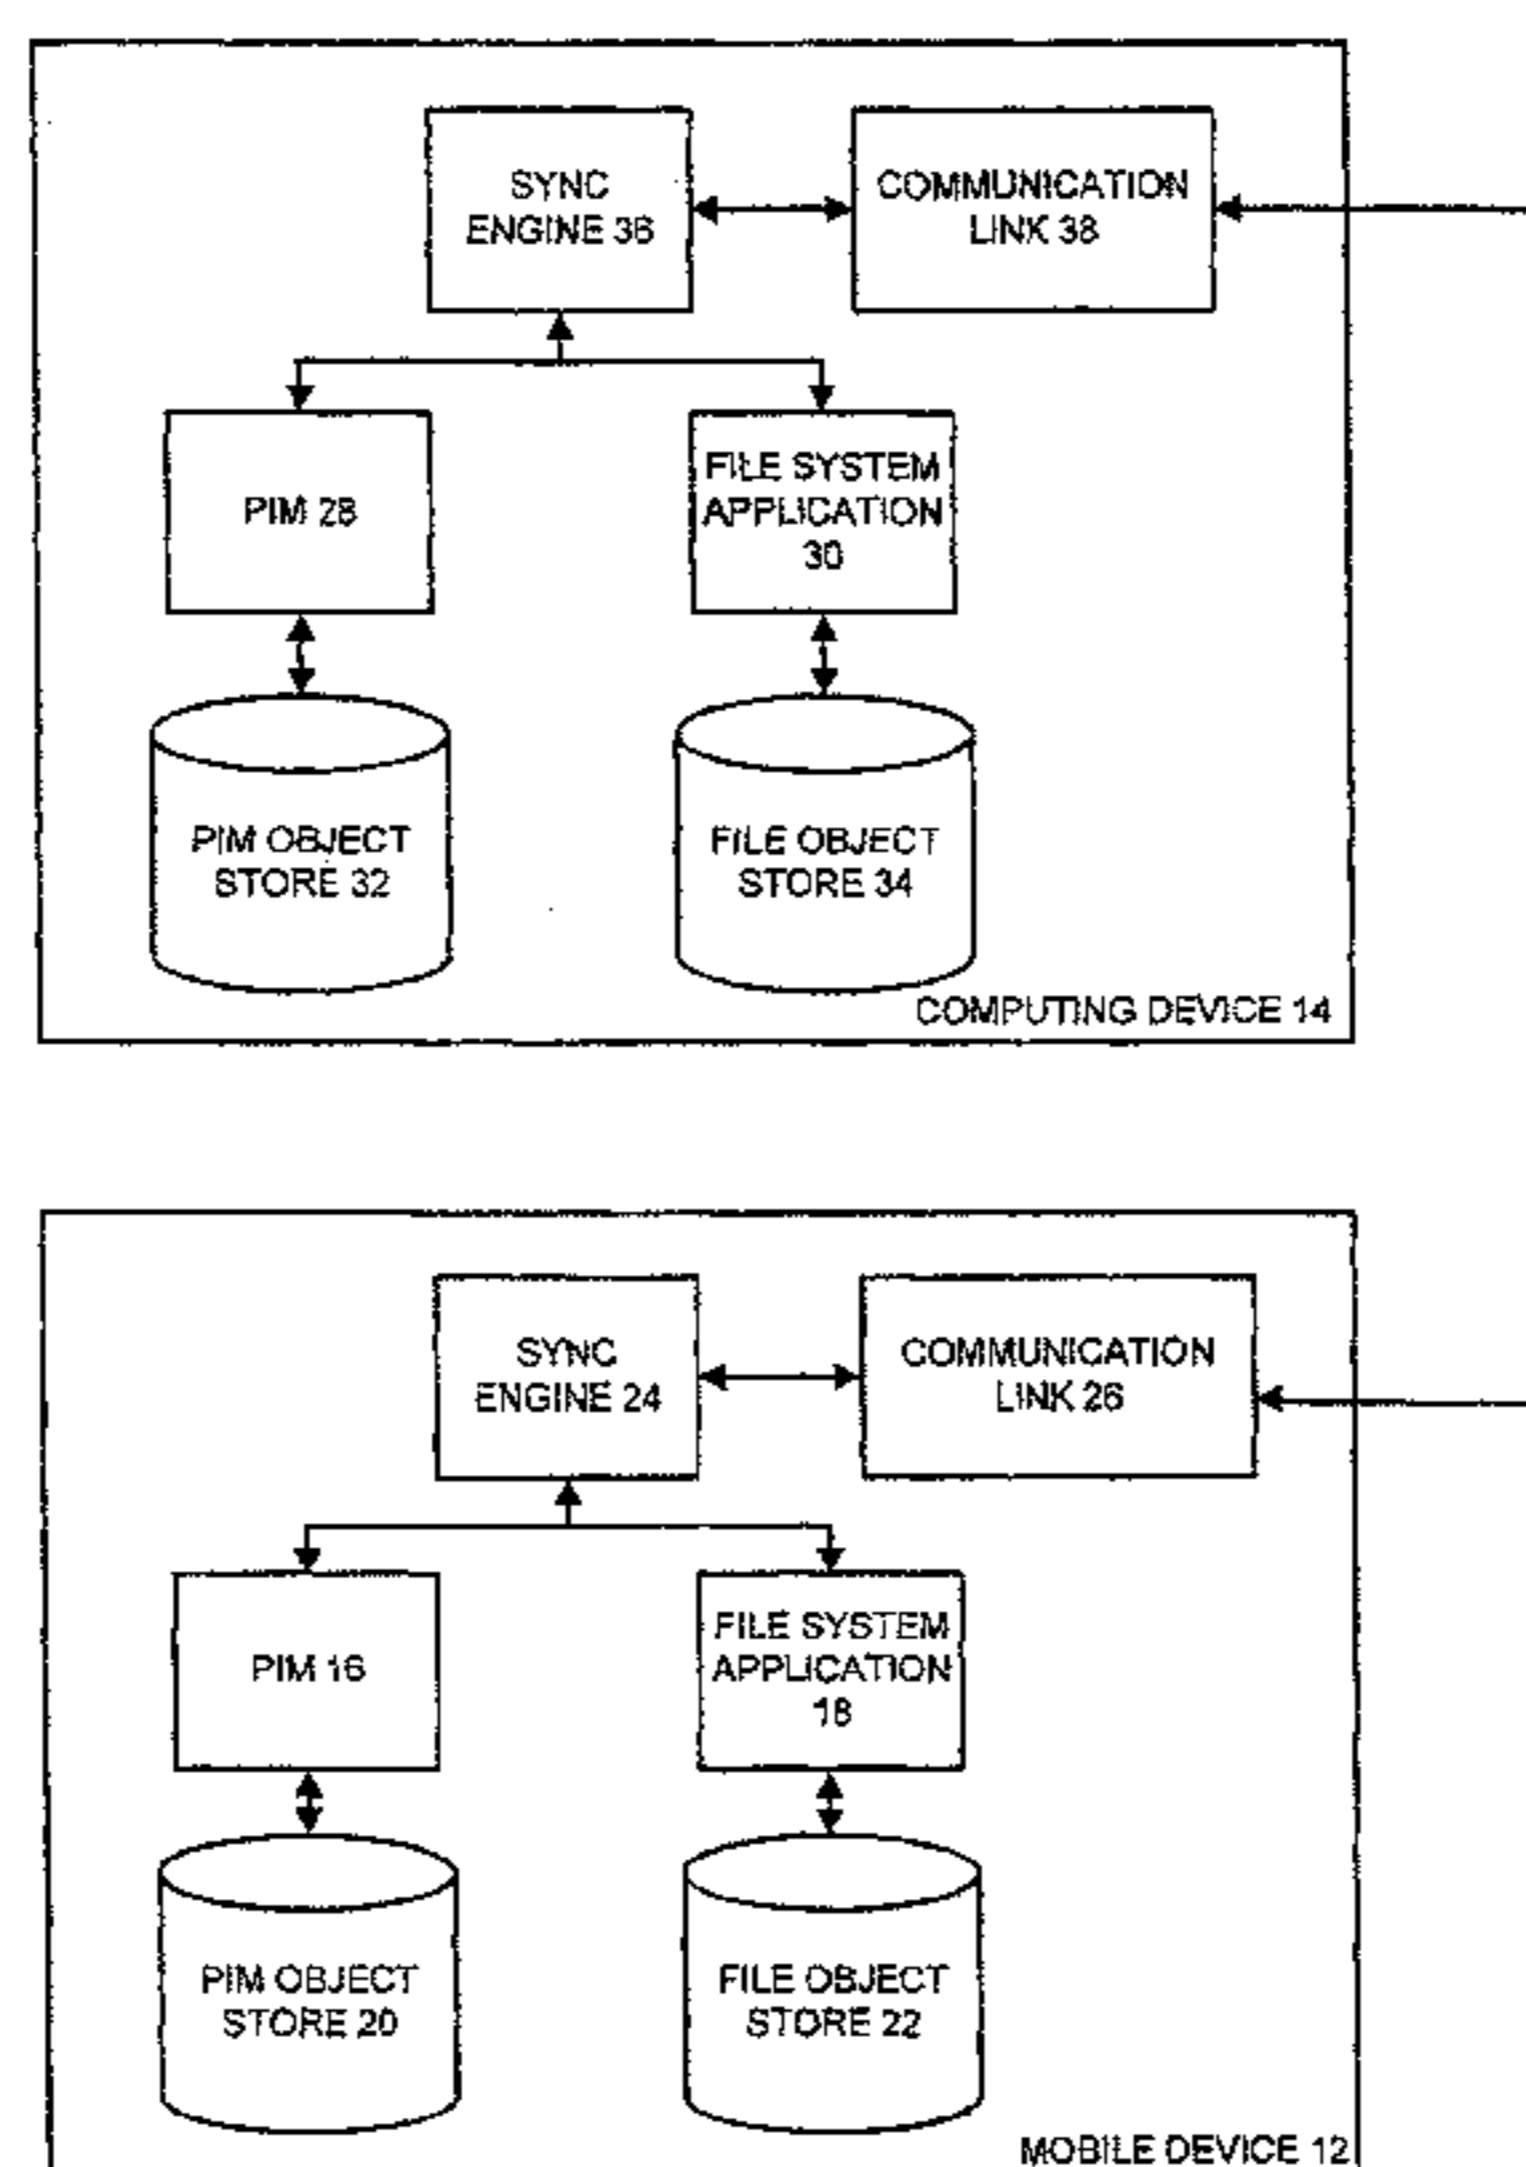 SYNC
ENGINE 36
COMMUNICATION
LINK 38
PIM 28
FILE SYSTEM
APPLICATION
30
PIM OBJECT
STORE 32
FILE OBJECT
STORE 34
COMPUTING DEVICE 14
SYNC
ENGINE 24
COMMUNICATION
LINK 26
PIM 16
FILE SYSTEM
APPLICATION
18
PIM OBJECT
STORE 20
FILE OBJECT
STORE 22
MOBILE DEVICE 12